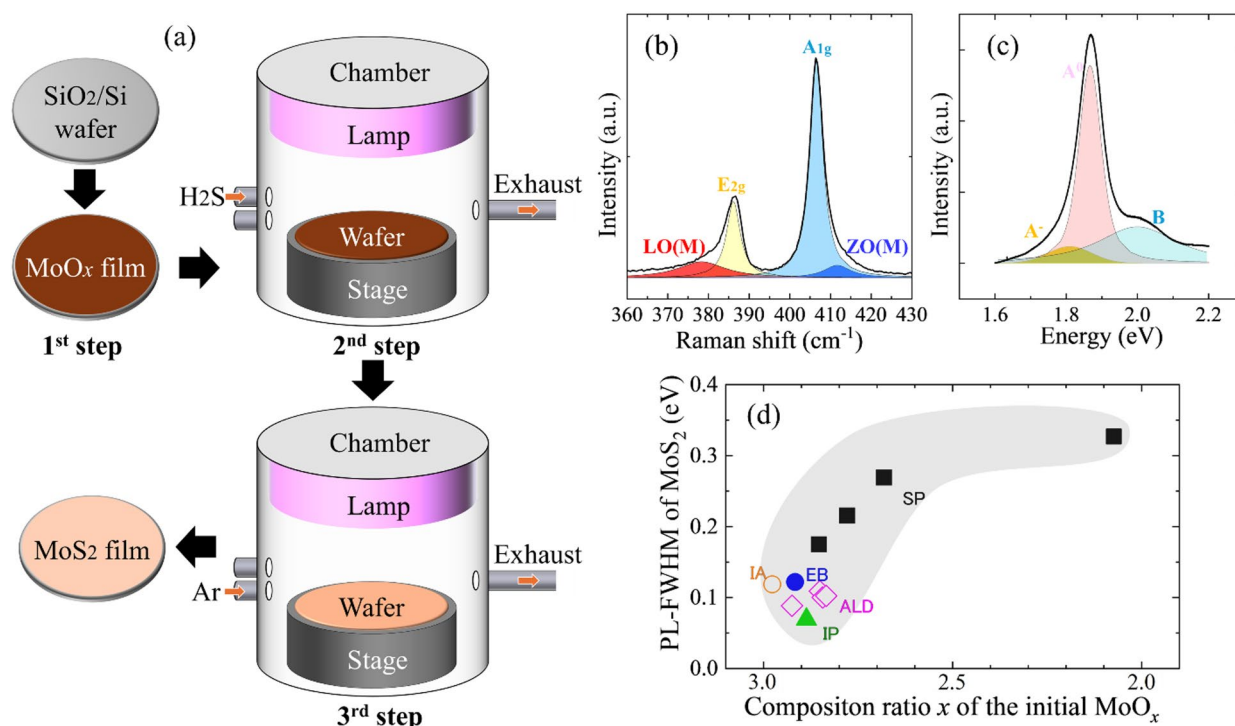 (a)
SiO2/Si
wafer
MoOx film
1st step
Chamber
Lamp
H2S
Exhaust
Wafer
Stage
2nd step
Chamber
Lamp
MoS2 film
Ar
Exhaust
Wafer
Stage
3rd step
(b)
Intensity (a.u.)
A1g
E2g
LO(M)
ZO(M)
360 370 380 390 400 410 420 430
Raman shift (cm-1)
(c)
Intensity (a.u.)
A0
A-
B
1.6 1.8 2.0 2.2
Energy (eV)
(d)
PL-FWHM of MoS2 (eV)
0.4
0.3
0.2
0.1
0.0
SP
IA
EB
ALD
IP
3.0 2.5 2.0
Compositon ratio x of the initial MoOx